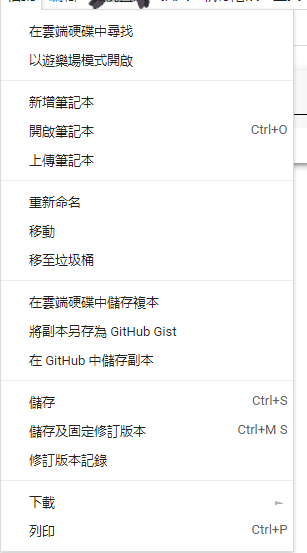 在雲端硬碟中尋找
以遊樂場模式開啟
新增筆記本
開啟筆記本 Ctrl+O
上傳筆記本
重新命名
移動
移至垃圾桶
在雲端硬碟中儲存複本
將副本另存為 GitHub Gist
在 GitHub 中儲存副本
儲存 Ctrl+S
儲存及固定修訂版本 Ctrl+M S
修訂版本記錄
下載 ►
列印 Ctrl+P